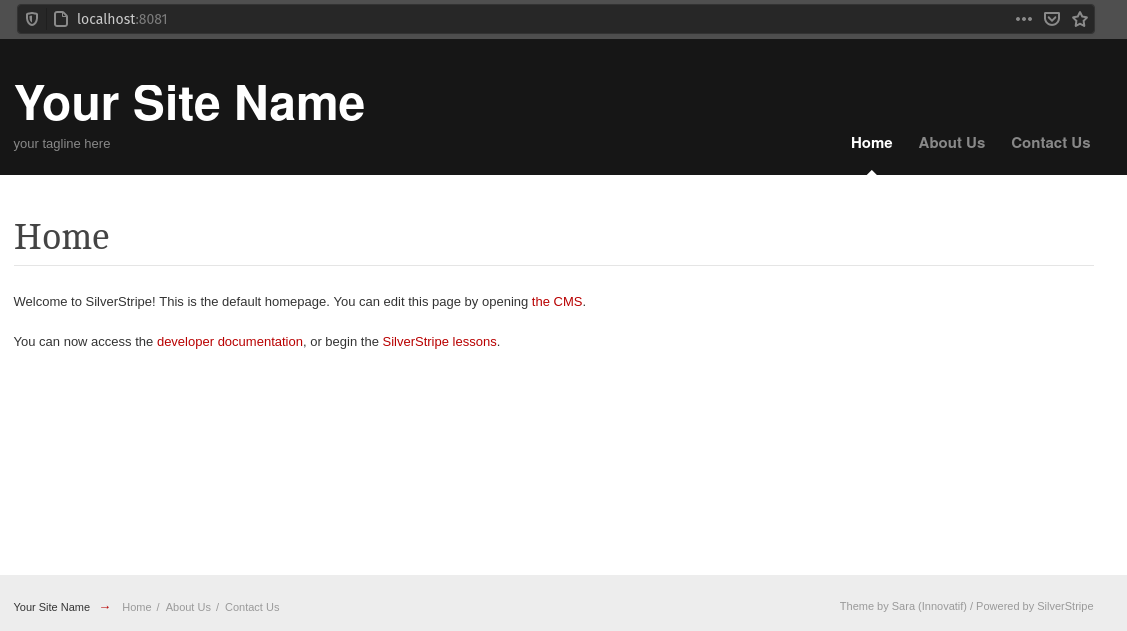 localhost:8081
Your Site Name
your tagline here
Home About Us Contact Us
Home
Welcome to SilverStripe! This is the default homepage. You can edit this page by opening the CMS.
You can now access the developer documentation, or begin the SilverStripe lessons.
Your Site Name → Home / About Us / Contact Us
Theme by Sara (Innovatif) / Powered by SilverStripe